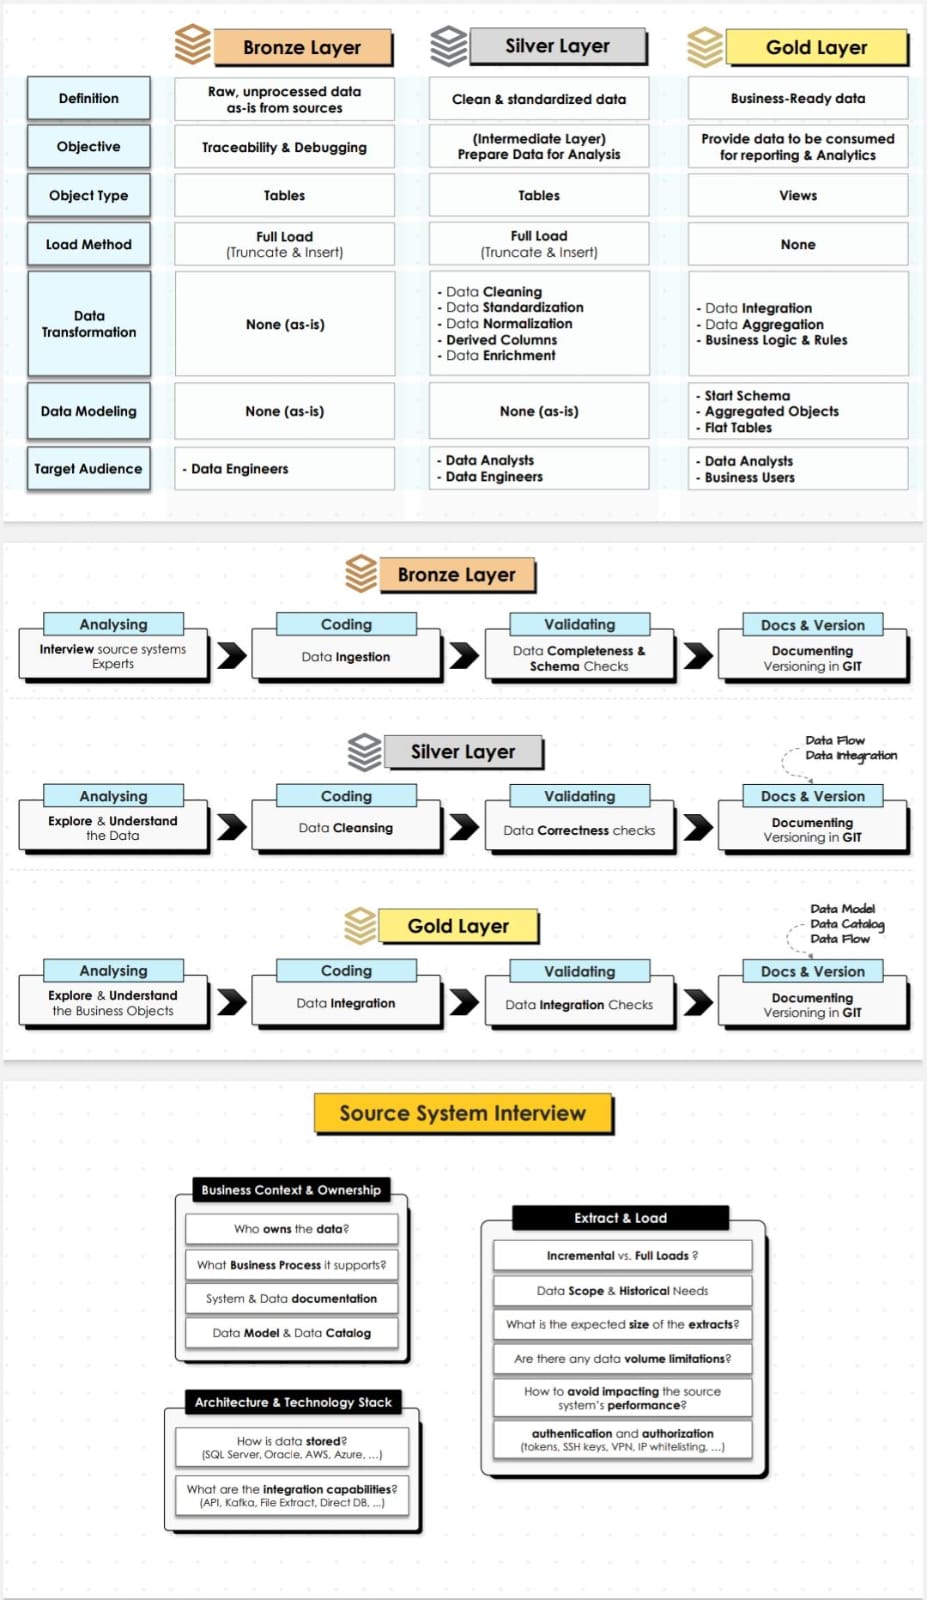 Bronze Layer
Silver Layer
Gold Layer
Definition
Raw, unprocessed data
as-is from sources
Clean & standardized data
Business-Ready data
Objective
Traceability & Debugging
(Intermediate Layer)
Prepare Data for Analysis
Provide data to be consumed
for reporting & Analytics
Object Type
Tables
Tables
Views
Load Method
Full Load
(Truncate & Insert)
Full Load
(Truncate & Insert)
None
Data
Transformation
None (as-is)
- Data Cleaning
- Data Standardization
- Data Normalization
- Derived Columns
- Data Enrichment
- Data Integration
- Data Aggregation
- Business Logic & Rules
Data Modeling
None (as-is)
None (as-is)
- Start Schema
- Aggregated Objects
- Flat Tables
Target Audience
- Data Engineers
- Data Analysts
- Data Engineers
- Data Analysts
- Business Users
Bronze Layer
Analysing
Interview source systems
Experts
Coding
Data Ingestion
Validating
Data Completeness &
Schema Checks
Docs & Version
Documenting
Versioning in GIT
Silver Layer
Data Flow
Data Integration
Analysing
Explore & Understand
the Data
Coding
Data Cleansing
Validating
Data Correctness checks
Docs & Version
Documenting
Versioning in GIT
Gold Layer
Data Model
Data Catalog
Data Flow
Analysing
Explore & Understand
the Business Objects
Coding
Data Integration
Validating
Data Integration Checks
Docs & Version
Documenting
Versioning in GIT
Source System Interview
Business Context & Ownership
Who owns the data?
What Business Process it supports?
System & Data documentation
Data Model & Data Catalog
Architecture & Technology Stack
How is data stored?
(SQL Server, Oracle, AWS, Azure, ...)
What are the integration capabilities?
(API, Kafka, File Extract, Direct DB, ...)
Extract & Load
Incremental vs. Full Loads ?
Data Scope & Historical Needs
What is the expected size of the extracts?
Are there any data volume limitations?
How to avoid impacting the source
system's performance?
authentication and authorization
(tokens, SSH keys, VPN, IP whitelisting, ...)